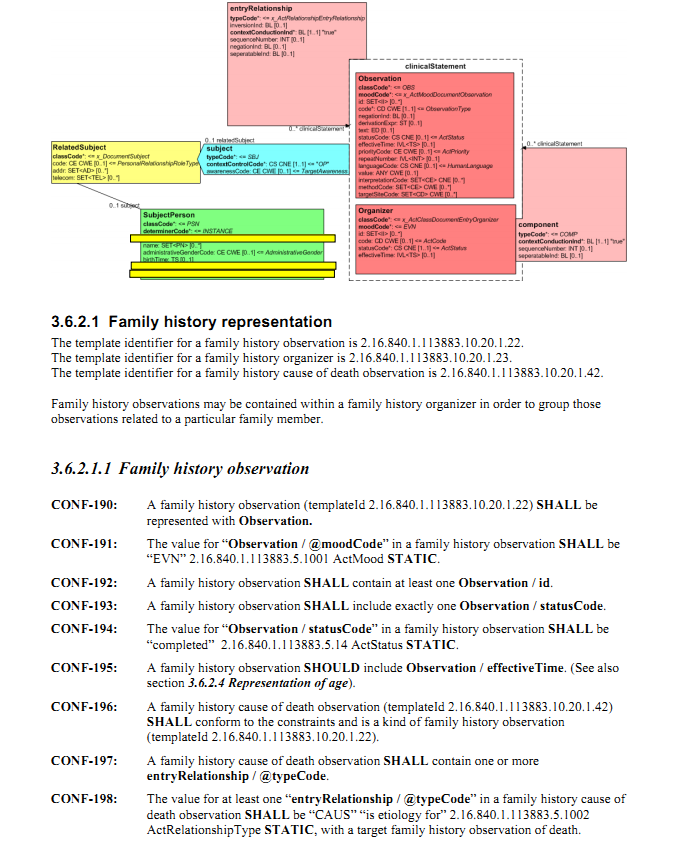 entryRelationship
typeCode*: <= x_ActRelationshipEntryRelationship
inversionInd: BL [0..1]
contextConductionInd*: BL [1..1] "true"
sequenceNumber: INT [0..1]
negationInd: BL [0..1]
seperatableInd: BL [0..1]
clinicalStatement
Observation
classCode*: <= OBS
moodCode*: <= x_ActMoodDocumentObservation
id: SET<II> [0..*]
code*: CD CWE [1..1] <= ObservationType
negationInd: BL [0..1]
derivationExpr: ST [0..1]
text: ED [0..1]
statusCode: CS CNE [0..1] <= ActStatus
effectiveTime: IVL<TS> [0..1]
priorityCode: CE CWE [0..1] <= ActPriority
repeatNumber: IVL<INT> [0..1]
languageCode: CS CNE [0..1] <= HumanLanguage
value: ANY CWE [0..1]
interpretationCode: SET<CE> CNE [0..*]
methodCode: SET<CE> CWE [0..*]
targetSiteCode: SET<CD> CWE [0..*]
0..* clinicalStatement
0..1 relatedSubject
0..* clinicalStatement
RelatedSubject
classCode*: <= x_DocumentSubject
code: CE CWE [0..1] <= PersonalRelationshipRoleType
addr: SET<AD> [0..*]
telecom: SET<TEL> [0..*]
subject
typeCode*: <= SBJ
contextControlCode*: CS CNE [1..1] <= "OP"
awarenessCode: CE CWE [0..1] <= TargetAwareness
0..1 subject
SubjectPerson
classCode*: <= PSN
determinerCode*: <= INSTANCE
name: SET<PN> [0..*]
administrativeGenderCode: CE CWE [0..1] <= AdministrativeGender
birthTime: TS [0..1]
Organizer
classCode*: <= x_ActClassDocumentEntryOrganizer
moodCode*: <= EVN
id: SET<II> [0..*]
code: CD CWE [0..1] <= ActCode
statusCode*: CS CNE [1..1] <= ActStatus
effectiveTime: IVL<TS> [0..1]
component
typeCode*: <= COMP
contextConductionInd*: BL [1..1] "true"
sequenceNumber: INT [0..1]
seperatableInd: BL [0..1]
3.6.2.1 Family history representation
The template identifier for a family history observation is 2.16.840.1.113883.10.20.1.22.
The template identifier for a family history organizer is 2.16.840.1.113883.10.20.1.23.
The template identifier for a family history cause of death observation is 2.16.840.1.113883.10.20.1.42.
Family history observations may be contained within a family history organizer in order to group those
observations related to a particular family member.
3.6.2.1.1 Family history observation
CONF-190: A family history observation (templateId 2.16.840.1.113883.10.20.1.22) SHALL be
represented with Observation.
CONF-191: The value for “Observation / @moodCode” in a family history observation SHALL be
“EVN” 2.16.840.1.113883.5.1001 ActMood STATIC.
CONF-192: A family history observation SHALL contain at least one Observation / id.
CONF-193: A family history observation SHALL include exactly one Observation / statusCode.
CONF-194: The value for “Observation / statusCode” in a family history observation SHALL be
“completed” 2.16.840.1.113883.5.14 ActStatus STATIC.
CONF-195: A family history observation SHOULD include Observation / effectiveTime. (See also
section 3.6.2.4 Representation of age).
CONF-196: A family history cause of death observation (templateId 2.16.840.1.113883.10.20.1.42)
SHALL conform to the constraints and is a kind of family history observation
(templateId 2.16.840.1.113883.10.20.1.22).
CONF-197: A family history cause of death observation SHALL contain one or more
entryRelationship / @typeCode.
CONF-198: The value for at least one “entryRelationship / @typeCode” in a family history cause of
death observation SHALL be “CAUS” “is etiology for” 2.16.840.1.113883.5.1002
ActRelationshipType STATIC, with a target family history observation of death.